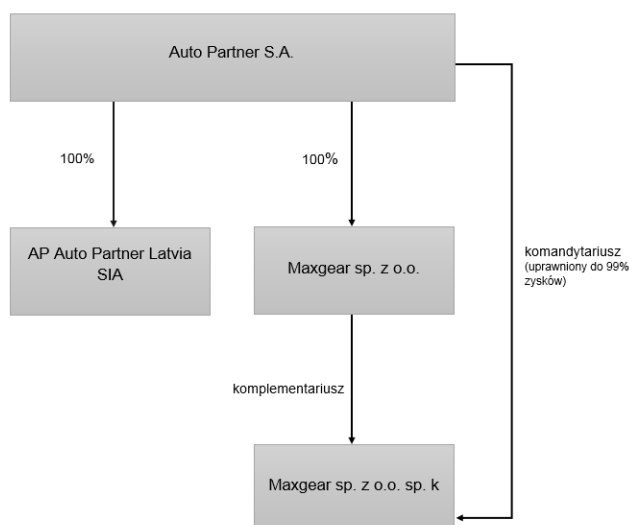 Auto Partner S.A.
100%
100%
AP Auto Partner Latvia
SIA
Maxgear sp. z o.o.
komandytariusz
(uprawniony do 99%
zysków)
komplementariusz
Maxgear sp. z o.o. sp. k